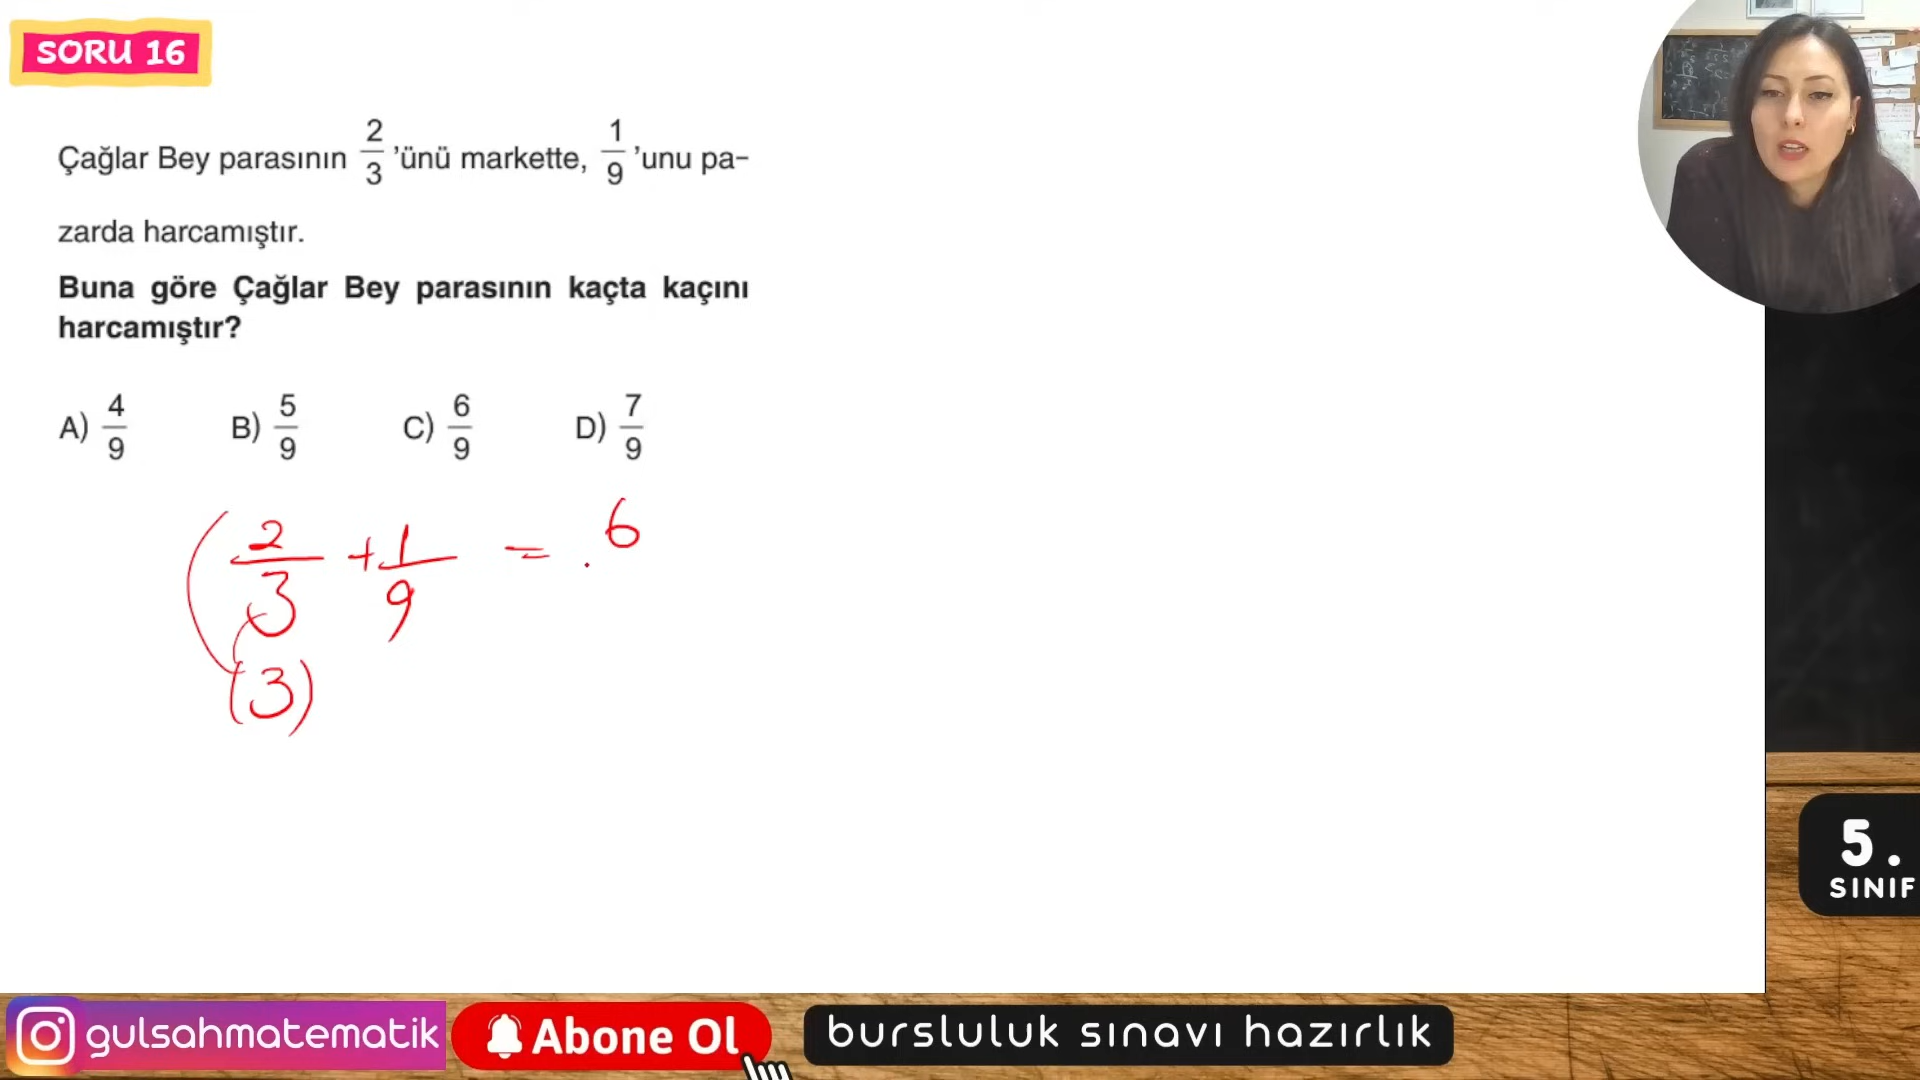 SORU 16
Çağlar Bey parasının 2/3 'ünü markette, 1/9 'unu pa-
zarda harcamıştır.
Buna göre Çağlar Bey parasının kaçta kaçını
harcamıştır?
A) 4/9 B) 5/9 C) 6/9 D) 7/9
2/3 + 1/9 = 6
(3)
5.
SINIF
gulsahmatematik
Abone Ol
bursluluk sınavı hazırlık